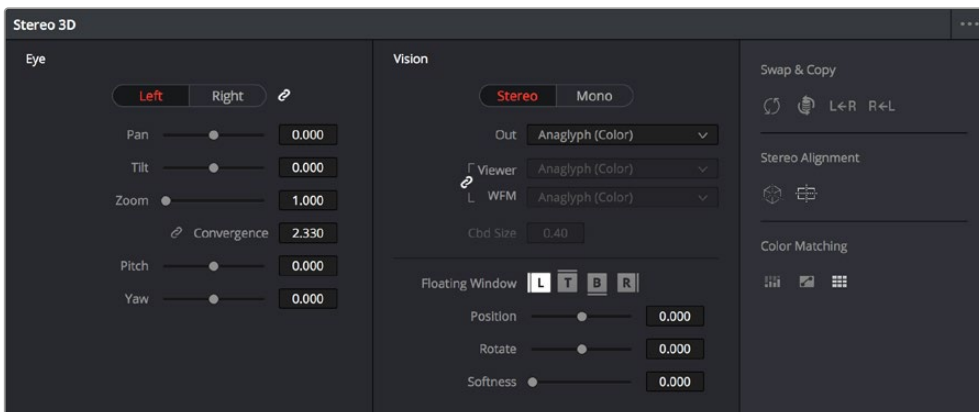 Stereo 3D
Eye
Left Right
Pan 0.000
Tilt 0.000
Zoom 1.000
Convergence 2.330
Pitch 0.000
Yaw 0.000
Vision
Stereo Mono
Out Anaglyph (Color)
Viewer Anaglyph (Color)
WFM Anaglyph (Color)
Cbd Size 0.40
Floating Window L T B R
Position 0.000
Rotate 0.000
Softness 0.000
Swap & Copy
L←R R←L
Stereo Alignment
Color Matching